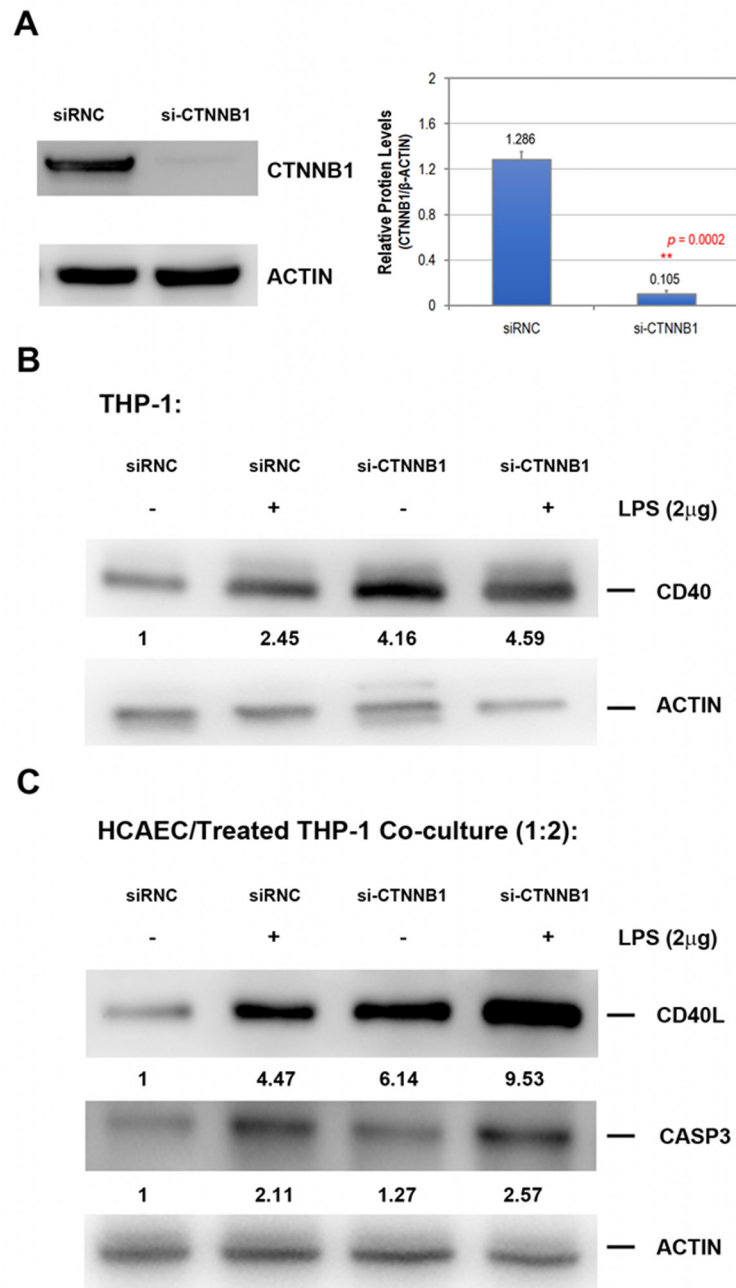 A
siRNC si-CTNNB1
CTNNB1
ACTIN
Relative Protien Levels
(CTNNB1/β-ACTIN)
2
1.6
1.2
0.8
0.4
0
1.286
p = 0.0002
**
0.105
siRNC si-CTNNB1
B
THP-1:
siRNC siRNC si-CTNNB1 si-CTNNB1
- + - + LPS (2μg)
CD40
1 2.45 4.16 4.59
ACTIN
C
HCAEC/Treated THP-1 Co-culture (1:2):
siRNC siRNC si-CTNNB1 si-CTNNB1
- + - + LPS (2μg)
CD40L
1 4.47 6.14 9.53
CASP3
1 2.11 1.27 2.57
ACTIN